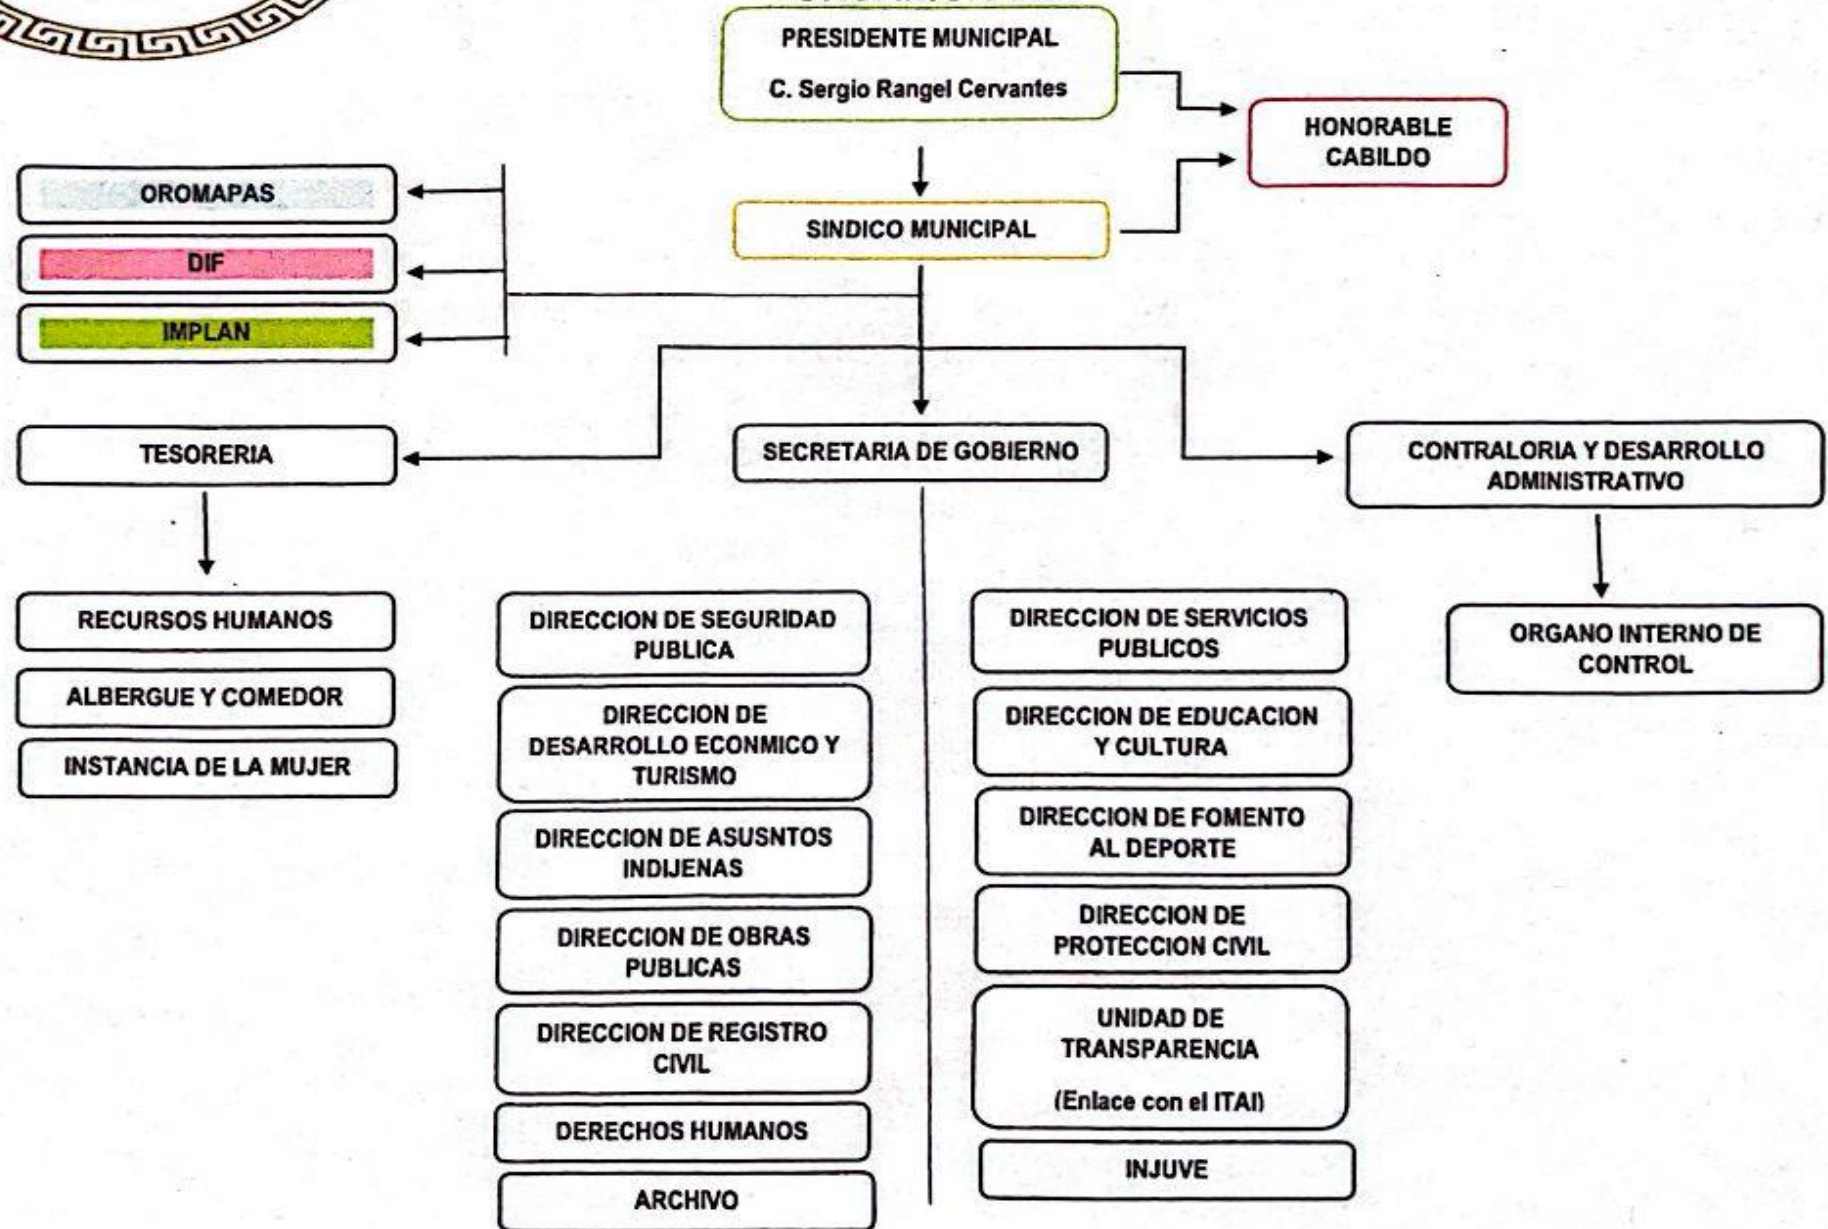 PRESIDENTE MUNICIPAL
C. Sergio Rangel Cervantes
HONORABLE
CABILDO
SINDICO MUNICIPAL
OROMAPAS
DIF
IMPLAN
TESORERIA
SECRETARIA DE GOBIERNO
CONTRALORIA Y DESARROLLO
ADMINISTRATIVO
RECURSOS HUMANOS
ALBERGUE Y COMEDOR
INSTANCIA DE LA MUJER
DIRECCION DE SEGURIDAD
PUBLICA
DIRECCION DE
DESARROLLO ECONMICO Y
TURISMO
DIRECCION DE ASUSNTOS
INDIJENAS
DIRECCION DE OBRAS
PUBLICAS
DIRECCION DE REGISTRO
CIVIL
DERECHOS HUMANOS
ARCHIVO
DIRECCION DE SERVICIOS
PUBLICOS
DIRECCION DE EDUCACION
Y CULTURA
DIRECCION DE FOMENTO
AL DEPORTE
DIRECCION DE
PROTECCION CIVIL
UNIDAD DE
TRANSPARENCIA
(Enlace con el ITAI)
INJUVE
ORGANO INTERNO DE
CONTROL